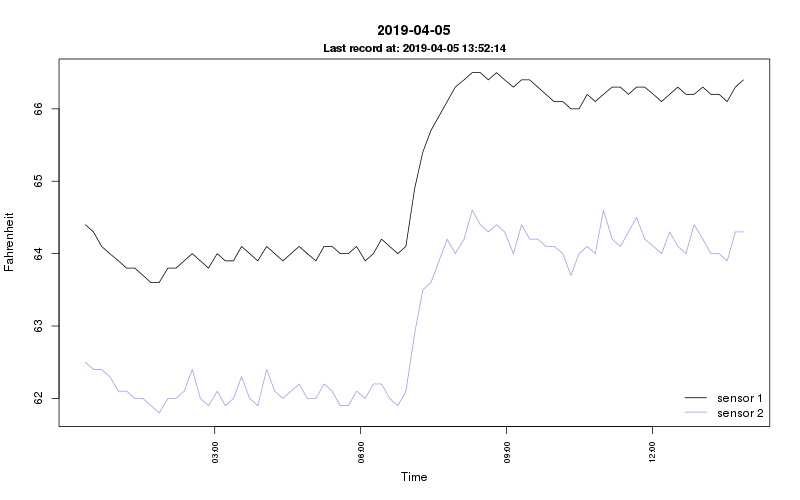 2019-04-05
Last record at: 2019-04-05 13:52:14
Fahrenheit
66
65
64
63
62
03:00
06:00
09:00
12:00
Time
sensor 1
sensor 2